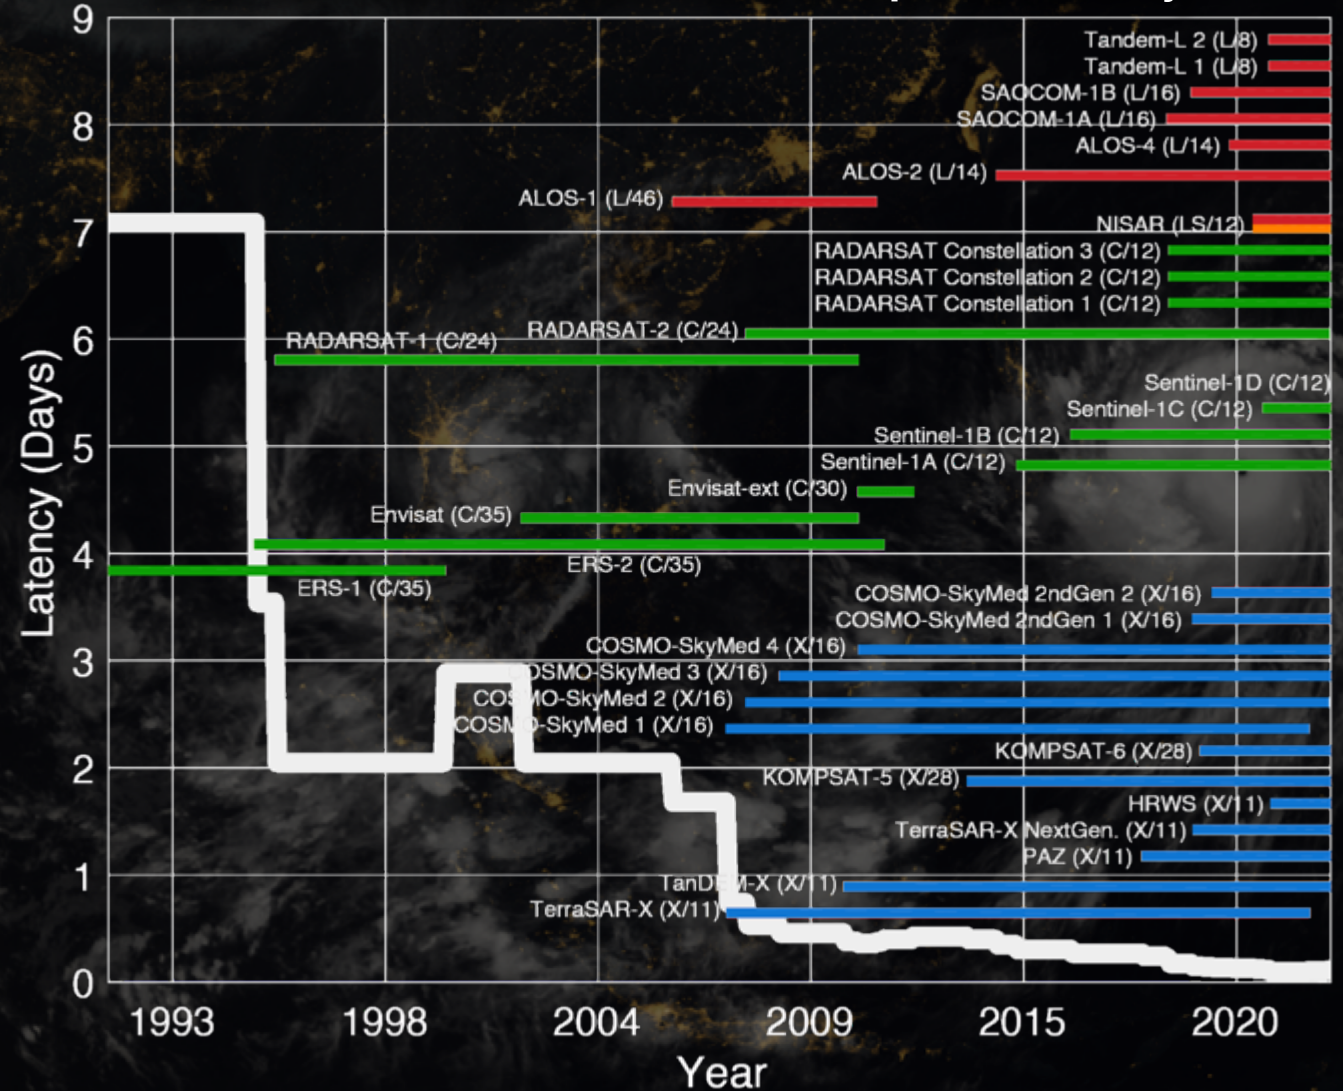 9
Tandem-L 2 (L/8)
Tandem-L 1 (L/8)
SAOCOM-1B (L/16)
SAOCOM-1A (L/16)
8
ALOS-4 (L/14)
ALOS-2 (L/14)
ALOS-1 (L/46)
NISAR (LS/12)
7
RADARSAT Constellation 3 (C/12)
RADARSAT Constellation 2 (C/12)
RADARSAT Constellation 1 (C/12)
RADARSAT-2 (C/24)
6
RADARSAT-1 (C/24)
Sentinel-1D (C/12)
Sentinel-1C (C/12)
Sentinel-1B (C/12)
5
Sentinel-1A (C/12)
Envisat-ext (C/30)
Envisat (C/35)
4
ERS-2 (C/35)
ERS-1 (C/35)
COSMO-SkyMed 2ndGen 2 (X/16)
COSMO-SkyMed 2ndGen 1 (X/16)
COSMO-SkyMed 4 (X/16)
3
COSMO-SkyMed 3 (X/16)
COSMO-SkyMed 2 (X/16)
COSMO-SkyMed 1 (X/16)
KOMPSAT-6 (X/28)
2
KOMPSAT-5 (X/28)
HRWS (X/11)
TerraSAR-X NextGen. (X/11)
PAZ (X/11)
1
TanDEM-X (X/11)
TerraSAR-X (X/11)
0
Latency (Days)
1993 1998 2004 2009 2015 2020
Year